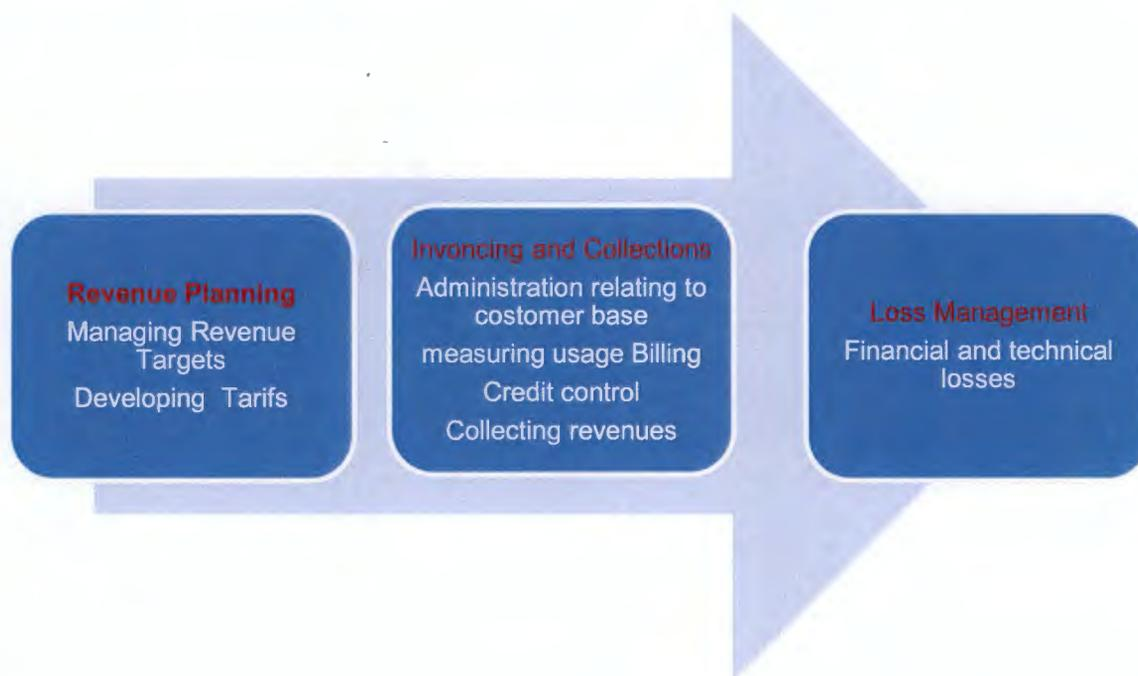 Revenue Planning
Managing Revenue
Targets
Developing Tarifs
Invoncing and Collections
Administration relating to
costomer base
measuring usage Billing
Credit control
Collecting revenues
Loss Management
Financial and technical
losses